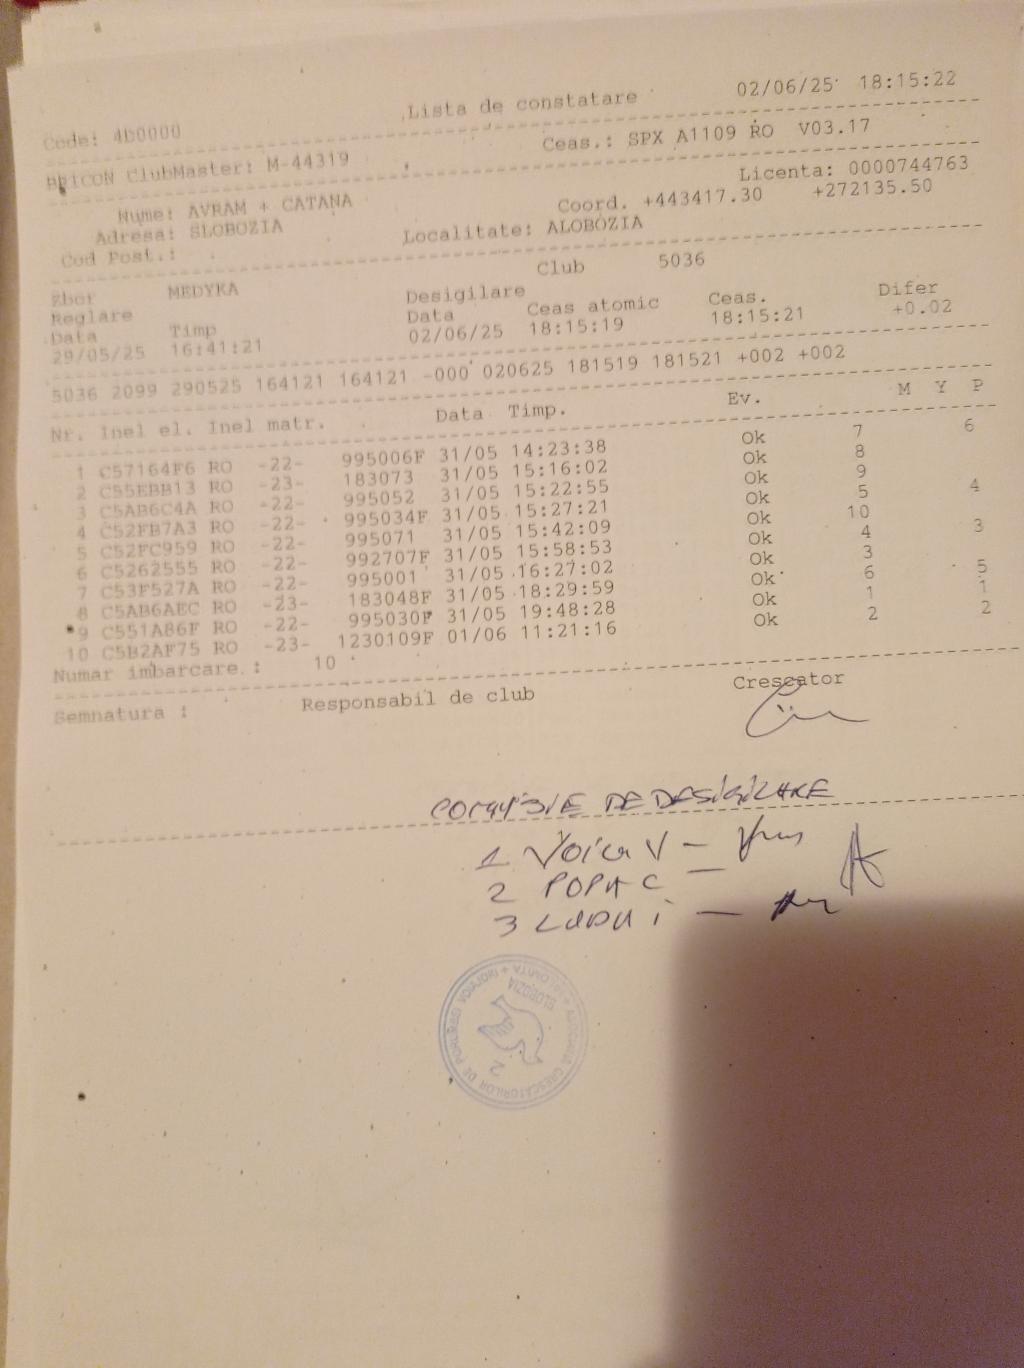 Lista de constatare 02/06/25 18:15:22
Code: 4b0000
Ceas.: SPX A1109 RO V03.17
BRICON ClubMaster: M-44319
Licenta: 0000744763
Nume: AVRAM + CATANA Coord. +443417.30 +272135.50
Adresa: SLOBOZIA Localitate: ALOBOZIA
Cod Post.:
Club 5036
Zbor MEDYKA Desigilare
Reglare Data Ceas atomic Ceas. Difer
Data Timp 02/06/25 18:15:19 18:15:21 +0.02
29/05/25 16:41:21
5036 2099 290525 164121 164121 -000 020625 181519 181521 +002 +002
Nr. Inel el. Inel matr. Data Timp. Ev. M Y P
1 C57164F6 RO -22- 995006F 31/05 14:23:38 Ok 7 6
2 C55EBB13 RO -23- 183073 31/05 15:16:02 Ok 8
3 C5AB6C4A RO -22- 995052 31/05 15:22:55 Ok 9
4 C52FB7A3 RO -22- 995034F 31/05 15:27:21 Ok 5 4
5 C52FC959 RO -22- 995071 31/05 15:42:09 Ok 10
6 C5262555 RO -22- 992707F 31/05 15:58:53 Ok 4 3
7 C53F527A RO -22- 995001 31/05 16:27:02 Ok 3
8 C5AB6AEC RO -23- 183048F 31/05 18:29:59 Ok 6 5
9 C551A86F RO -22- 995030F 31/05 19:48:28 Ok 1 1
10 C5B2AF75 RO -23- 1230109F 01/06 11:21:16 Ok 2 2
Numar imbarcare.: 10
Semnatura : Responsabil de club Crescator
COMISIE DE DESIGILARE
1 VOICU V -
2 POPA C -
3 -
SLOBOZIA
2